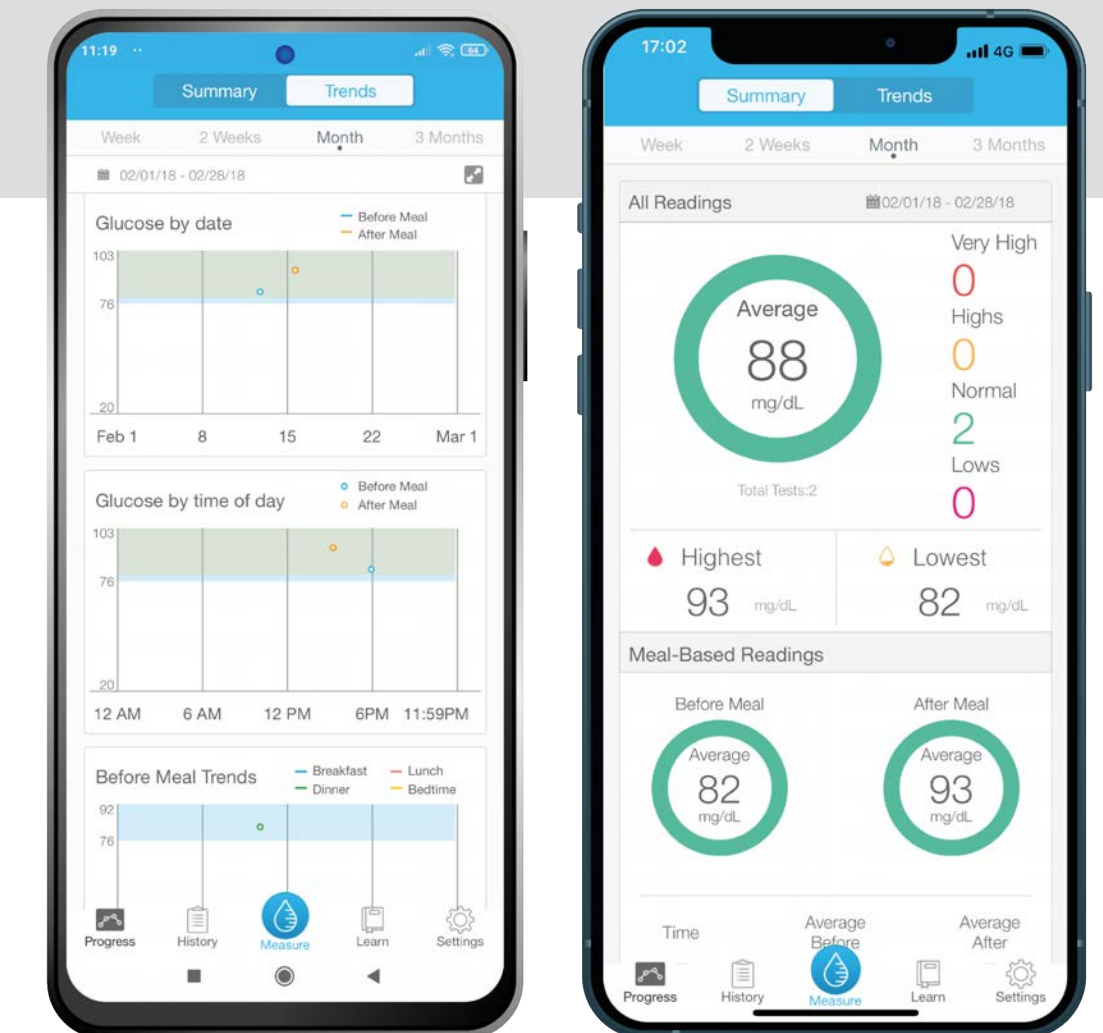 11:19
64
Summary Trends
Week 2 Weeks Month 3 Months
02/01/18 - 02/28/18
Glucose by date
Before Meal
After Meal
103
76
20
Feb 1 8 15 22 Mar 1
Glucose by time of day
Before Meal
After Meal
103
76
20
12 AM 6 AM 12 PM 6PM 11:59PM
Before Meal Trends
Breakfast Lunch
Dinner Bedtime
92
76
Progress History Measure Learn Settings
17:02 4G
Summary Trends
Week 2 Weeks Month 3 Months
All Readings 02/01/18 - 02/28/18
Average
88
mg/dL
Total Tests:2
Very High
0
Highs
0
Normal
2
Lows
0
Highest
93 mg/dL
Lowest
82 mg/dL
Meal-Based Readings
Before Meal
Average
82
mg/dL
After Meal
Average
93
mg/dL
Time
Average
Before
Average
After
Progress History Measure Learn Settings